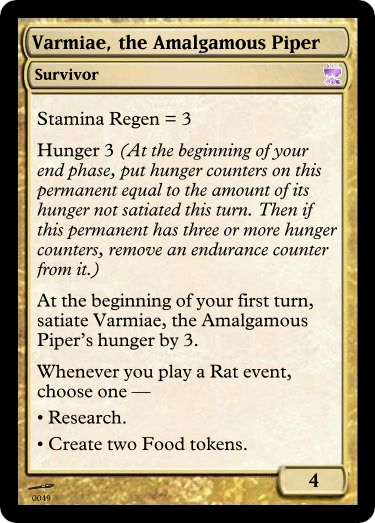 Varmiae, the Amalgamous Piper
Survivor
Stamina Regen = 3
Hunger 3 (At the beginning of your
end phase, put hunger counters on this
permanent equal to the amount of its
hunger not satiated this turn. Then if
this permanent has three or more hunger
counters, remove an endurance counter
from it.)
At the beginning of your first turn,
satiate Varmiae, the Amalgamous
Piper's hunger by 3.
Whenever you play a Rat event,
choose one —
• Research.
• Create two Food tokens.
4
0049